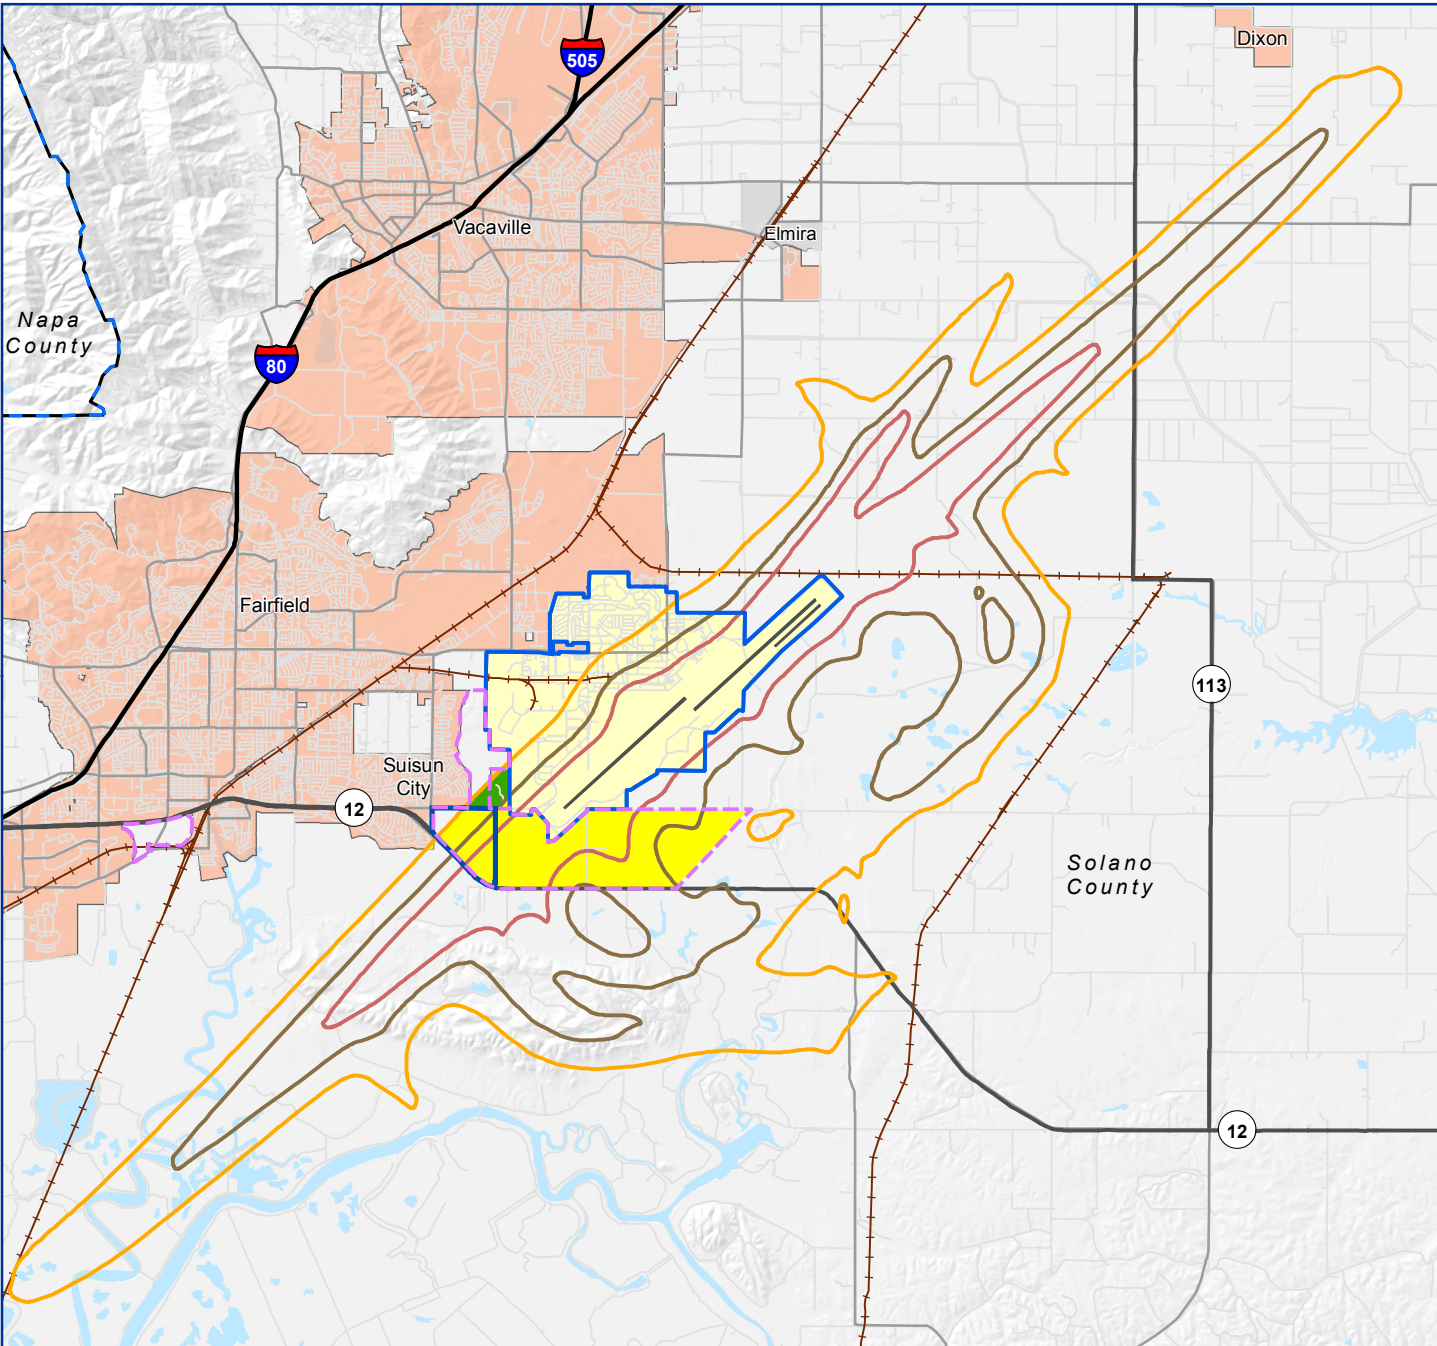 Dixon
505
Vacaville
Elmira
Napa
County
80
Fairfield
113
Suisun
City
12
Solano
County
12